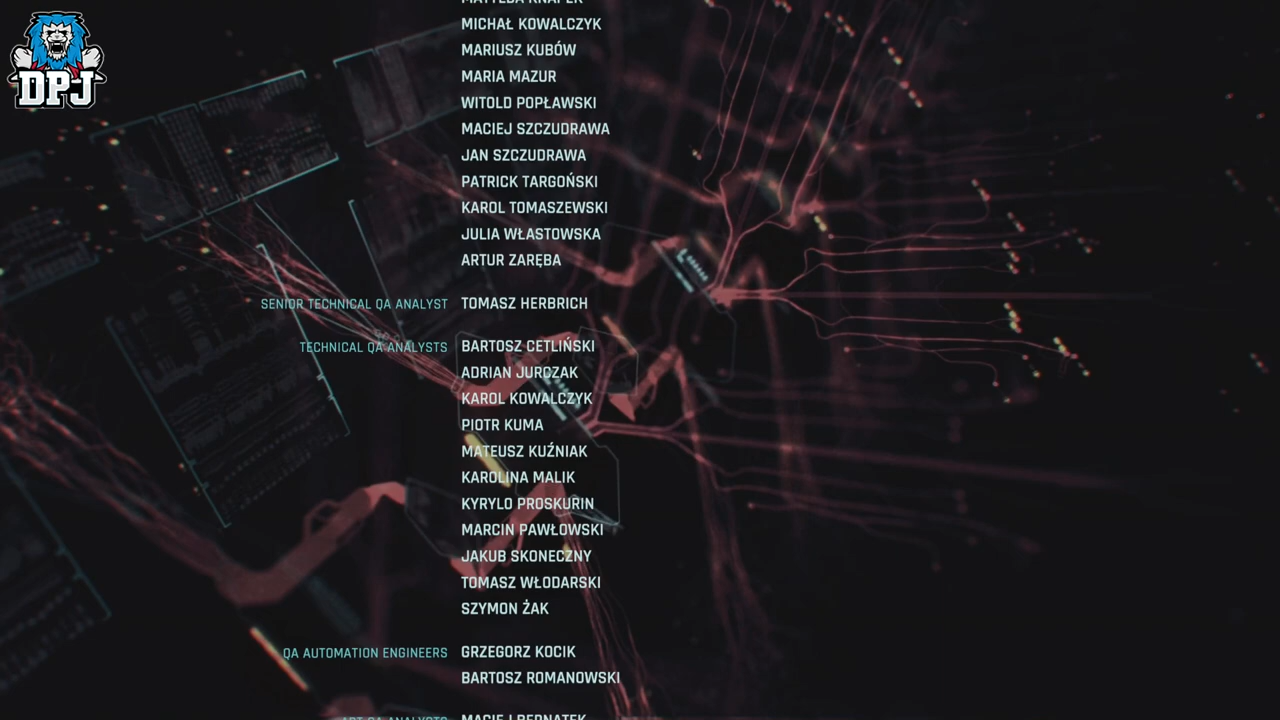 DPJ
MICHAŁ KOWALCZYK
MARIUSZ KUBÓW
MARIA MAZUR
WITOLD POPŁAWSKI
MACIEJ SZCZUDRAWA
JAN SZCZUDRAWA
PATRICK TARGOŃSKI
KAROL TOMASZEWSKI
JULIA WŁASTOWSKA
ARTUR ZARĘBA
SENIOR TECHNICAL QA ANALYST TOMASZ HERBRICH
TECHNICAL QA ANALYSTS BARTOSZ CETLIŃSKI
ADRIAN JURCZAK
KAROL KOWALCZYK
PIOTR KUMA
MATEUSZ KUŹNIAK
KAROLINA MALIK
KYRYLO PROSKURIN
MARCIN PAWŁOWSKI
JAKUB SKONECZNY
TOMASZ WŁODARSKI
SZYMON ŻAK
QA AUTOMATION ENGINEERS GRZEGORZ KOCIK
BARTOSZ ROMANOWSKI